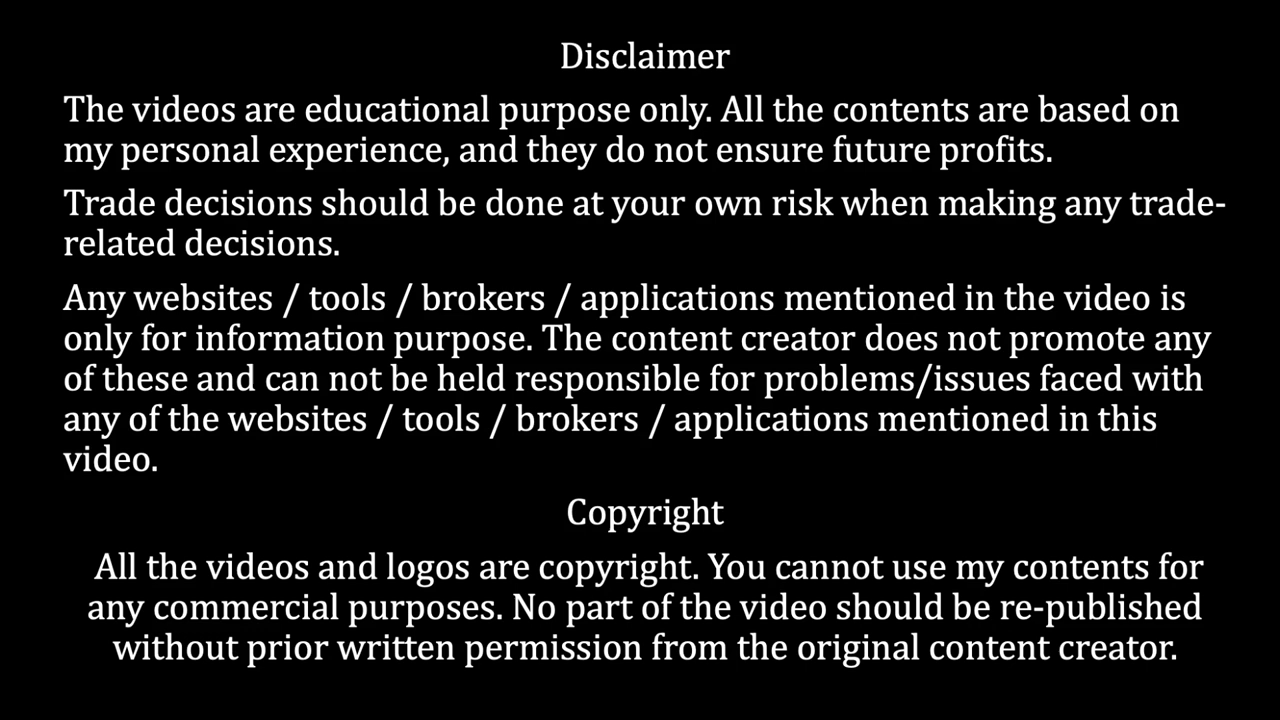 Disclaimer
The videos are educational purpose only. All the contents are based on
my personal experience, and they do not ensure future profits.
Trade decisions should be done at your own risk when making any trade-
related decisions.
Any websites / tools / brokers / applications mentioned in the video is
only for information purpose. The content creator does not promote any
of these and can not be held responsible for problems/issues faced with
any of the websites / tools / brokers / applications mentioned in this
video.
Copyright
All the videos and logos are copyright. You cannot use my contents for
any commercial purposes. No part of the video should be re-published
without prior written permission from the original content creator.